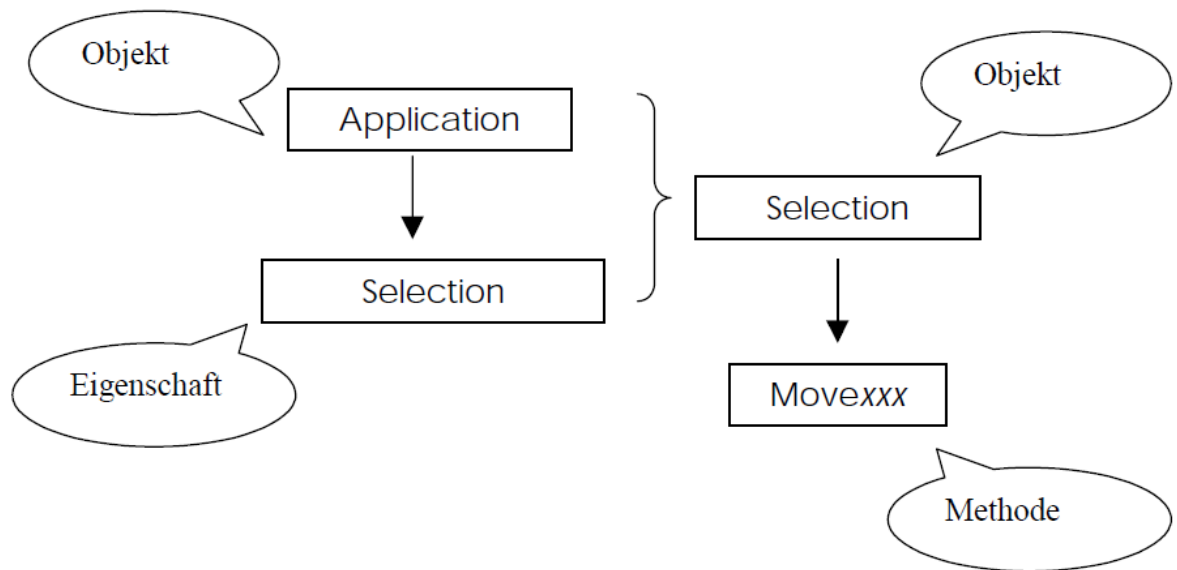 Objekt
Application
Selection
Eigenschaft
Objekt
Selection
Movexxx
Methode